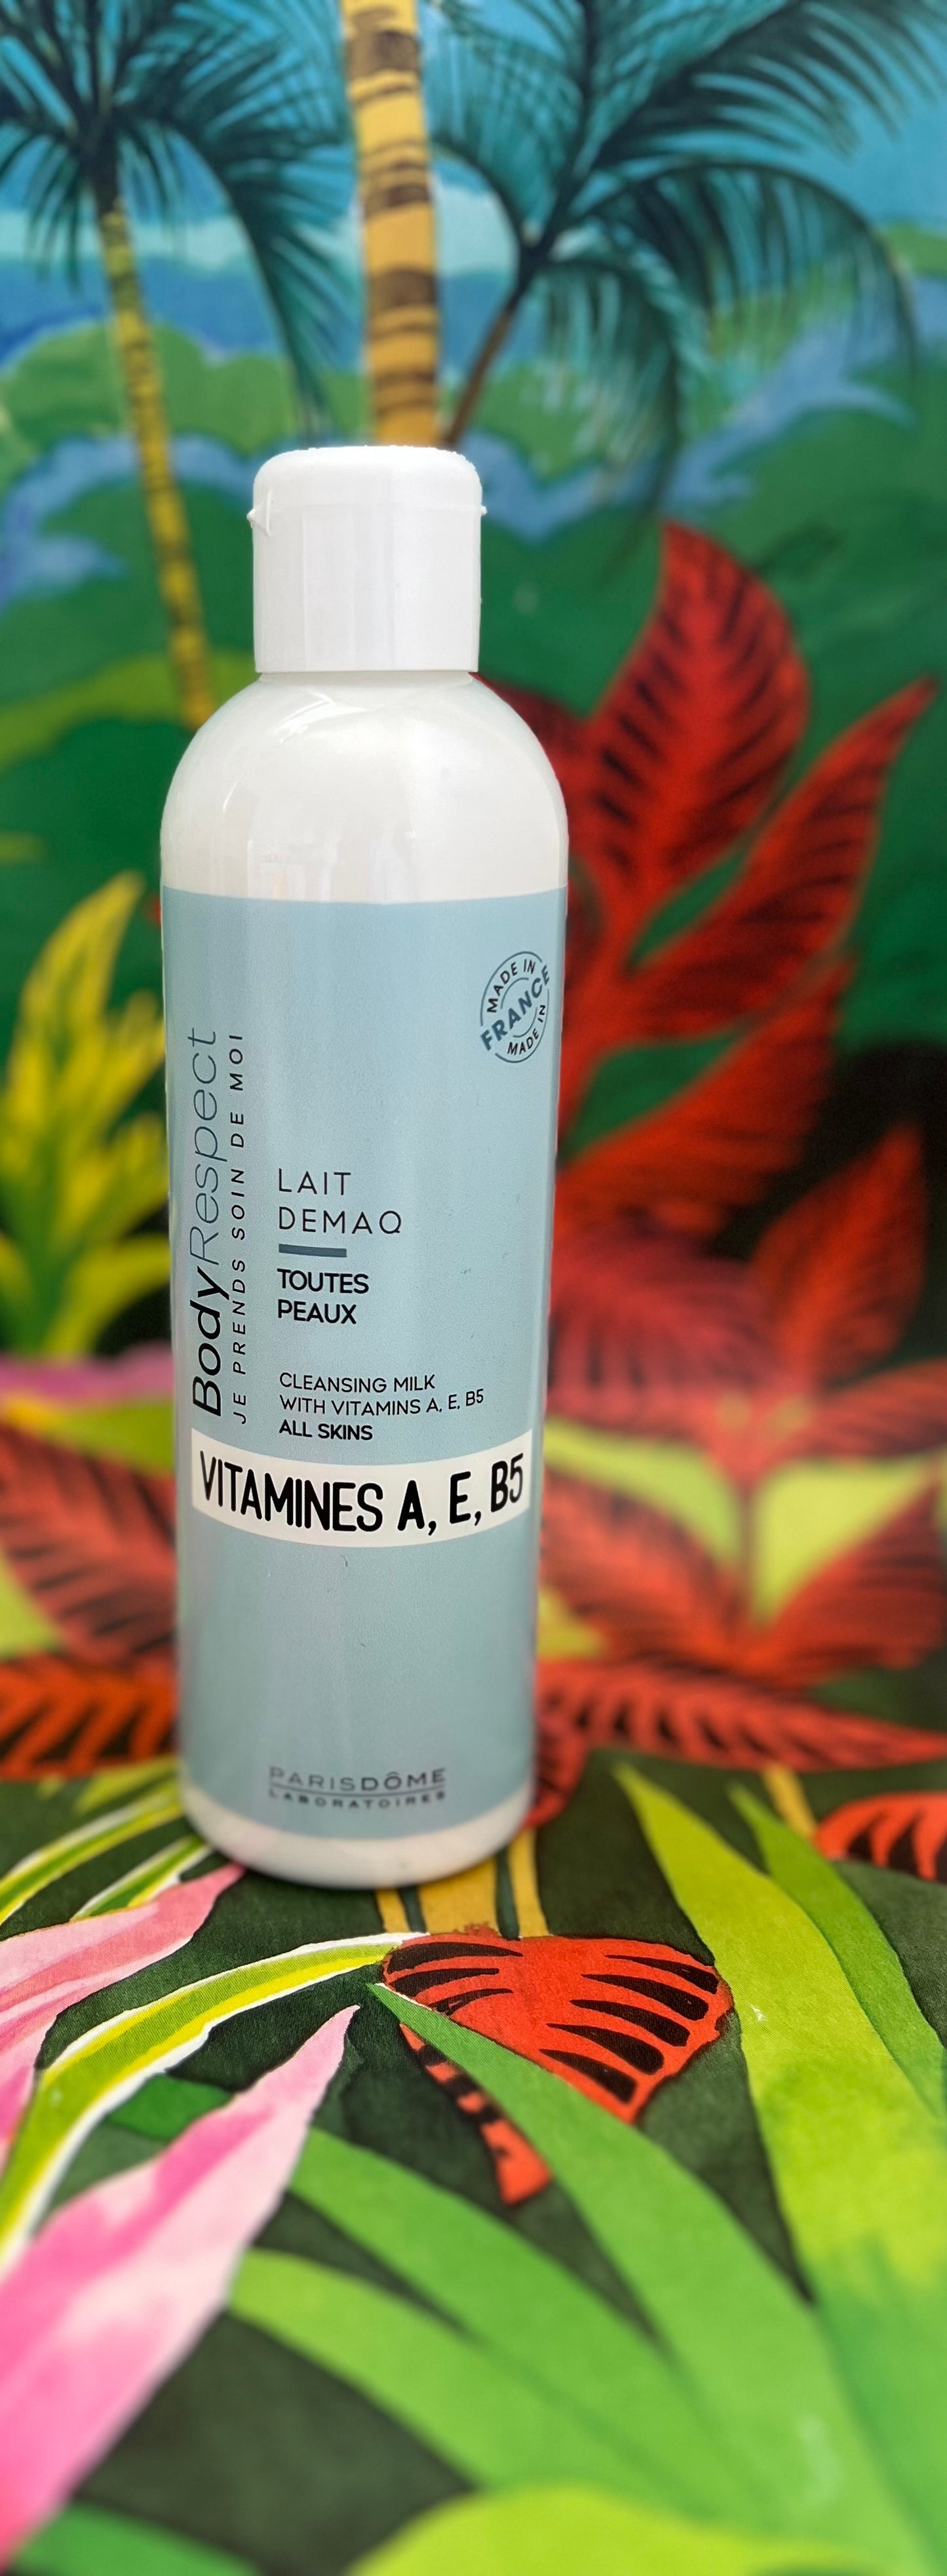 MADE IN
FRANCE
MADE IN
BodyRespect
JE PRENDS SOIN DE MOI
LAIT
DEMAQ
TOUTES
PEAUX
CLEANSING MILK
WITH VITAMINS A, E, B5
ALL SKINS
VITAMINES A, E, B5
PARISDÔME
LABORATOIRES